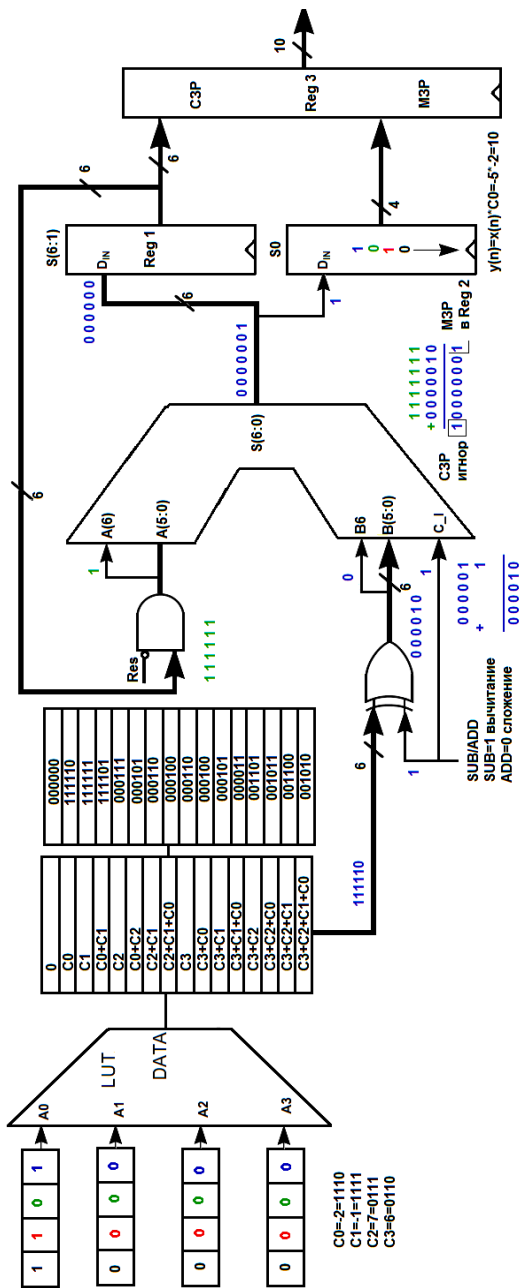 1 1 0 1
0 0 0 0
0 0 0 0
0 0 0 0
A0
A1
A2
A3
LUT
DATA
C0=-2=1110
C1=-1=1111
C2=7=0111
C3=6=0110
0 000000
C0 111110
C1 111111
C0+C1 111101
C2 000111
C0+C2 000101
C2+C1 000110
C2+C1+C0 000100
C3 000110
C3+C0 000100
C3+C1 000101
C3+C1+C0 000011
C3+C2 001101
C3+C2+C0 001011
C3+C2+C1 001100
C3+C2+C1+C0 001010
111110
6
1
SUB/ADD
SUB=1 вычитание
ADD=0 сложение
Res
111111
1
6
A(6)
A(5:0)
S(6:0)
0
B6
B(5:0)
000010
6
C_I
1
000001
+ 1
000010
0000001
000000
6
1
1111111
+0000010
10000001
СЗР
игнор
МЗР
в Reg 2
S(6:1)
DIN
Reg 1
S0
DIN
1 0 1 0
6
6
4
СЗР
Reg 3
МЗР
10
y(n)=x(n)*C0=-5*-2=10